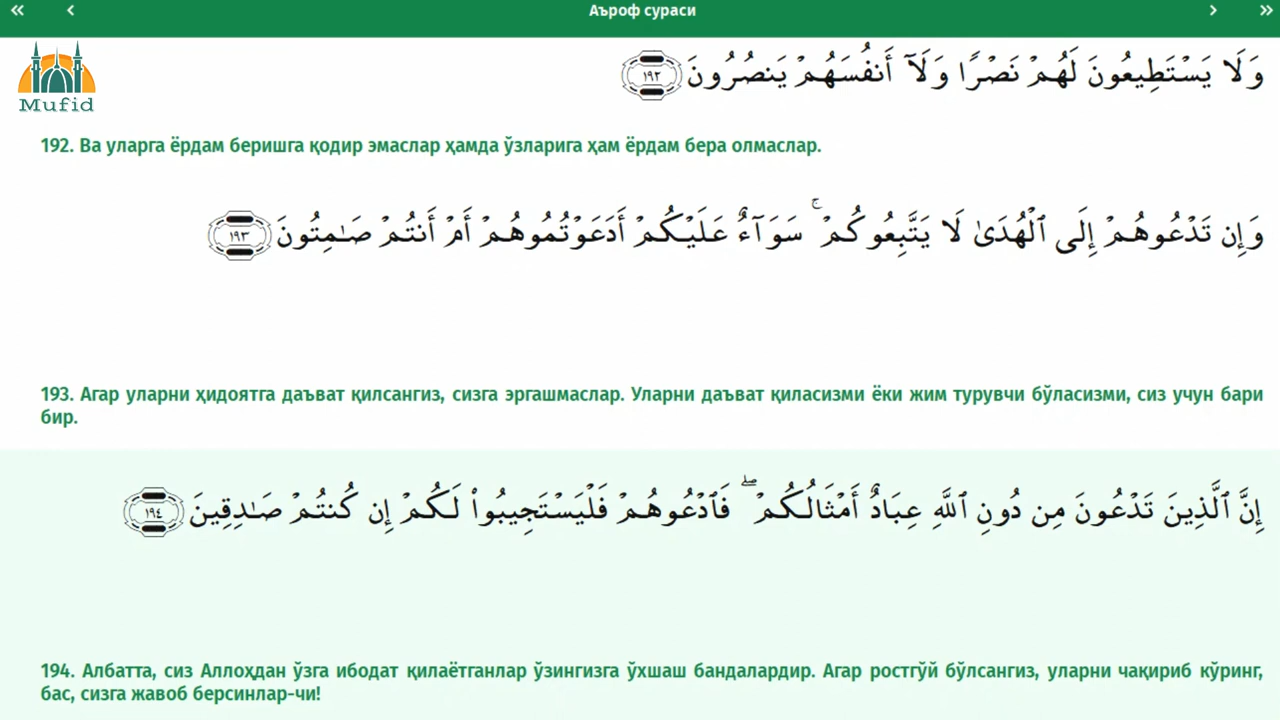 Аъроф сураси
Mufid
وَلَا يَسْتَطِيعُونَ لَهُمْ نَصْرًا وَلَآ أَنفُسَهُمْ يَنصُرُونَ ١٩٢
192. Ва уларга ёрдам беришга қодир эмаслар ҳамда ўзларига ҳам ёрдам бера олмаслар.
وَإِن تَدْعُوهُمْ إِلَى ٱلْهُدَىٰ لَا يَتَّبِعُوكُمْ ۚ سَوَآءٌ عَلَيْكُمْ أَدَعَوْتُمُوهُمْ أَمْ أَنتُمْ صَـٰمِتُونَ ١٩٣
193. Агар уларни ҳидоятга даъват қилсангиз, сизга эргашмаслар. Уларни даъват қиласизми ёки жим турувчи бўласизми, сиз учун бари
бир.
إِنَّ ٱلَّذِينَ تَدْعُونَ مِن دُونِ ٱللَّهِ عِبَادٌ أَمْثَالُكُمْ ۖ فَٱدْعُوهُمْ فَلْيَسْتَجِيبُوا۟ لَكُمْ إِن كُنتُمْ صَـٰدِقِينَ ١٩٤
194. Албатта, сиз Аллоҳдан ўзга ибодат қилаётганлар ўзингизга ўхшаш бандалардир. Агар ростгўй бўлсангиз, уларни чақириб кўринг,
бас, сизга жавоб берсинлар-чи!